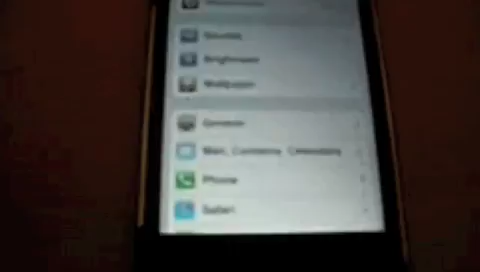 Sounds
Brightness
Wallpaper
General
Mail, Contacts, Calendars
Phone
Safari